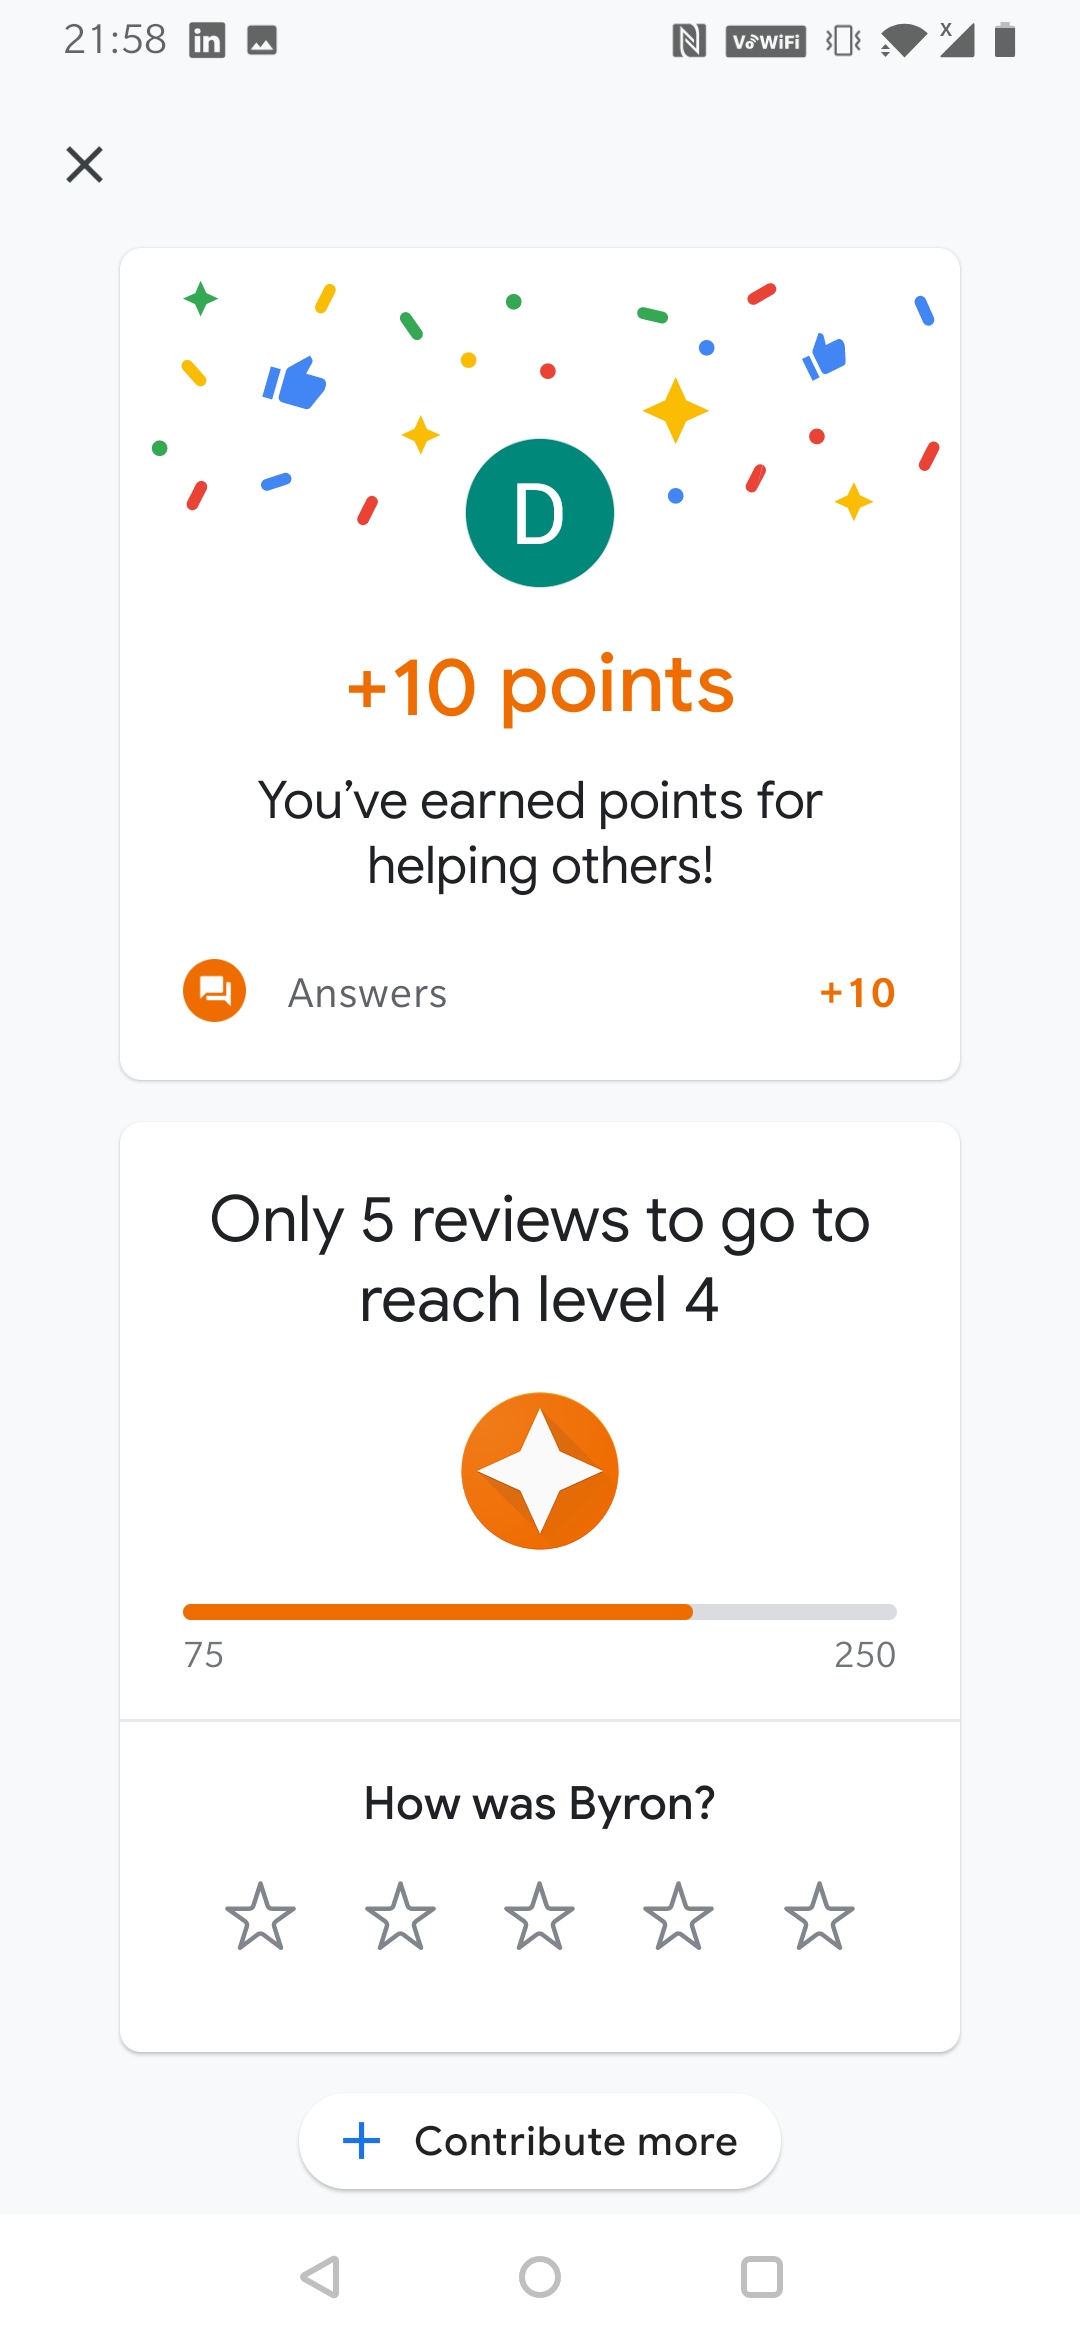 21:58
in
VoWiFi
X
D
+10 points
You’ve earned points for
helping others!
Answers
+10
Only 5 reviews to go to
reach level 4
75
250
How was Byron?
+ Contribute more